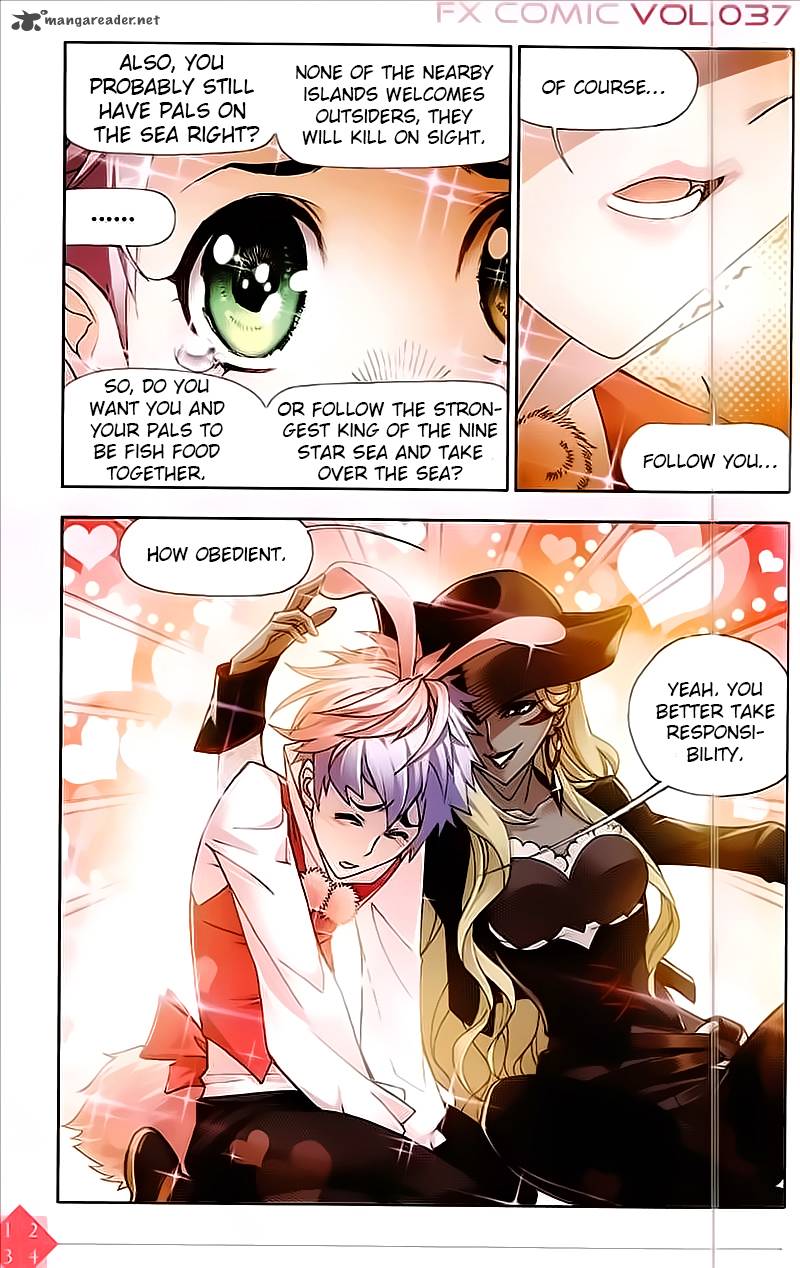 mangareader.net
FX COMIC VOL.037
ALSO, YOU
PROBABLY STILL
HAVE PALS ON
THE SEA RIGHT?
NONE OF THE NEARBY
ISLANDS WELCOMES
OUTSIDERS, THEY
WILL KILL ON SIGHT.
......
SO, DO YOU
WANT YOU AND
YOUR PALS TO
BE FISH FOOD
TOGETHER.
OR FOLLOW THE STRON-
GEST KING OF THE NINE
STAR SEA AND TAKE
OVER THE SEA?
OF COURSE...
FOLLOW YOU...
HOW OBEDIENT.
YEAH. YOU
BETTER TAKE
RESPONSI-
BILITY.
1 2
3 4